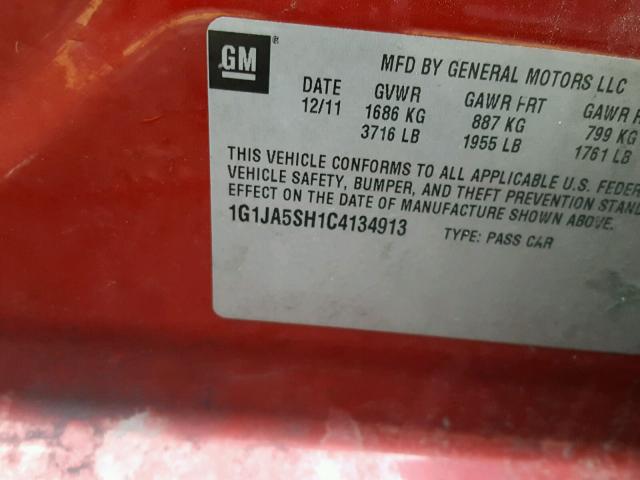 GM ®
MFD BY GENERAL MOTORS LLC
DATE GVWR GAWR FRT GAWR
12/11 1686 KG 887 KG 799 KG
3716 LB 1955 LB 1761 LB
THIS VEHICLE CONFORMS TO ALL APPLICABLE U.S. FEDER
VEHICLE SAFETY, BUMPER, AND THEFT PREVENTION STAND
EFFECT ON THE DATE OF MANUFACTURE SHOWN ABOVE.
1G1JA5SH1C4134913 TYPE: PASS CAR